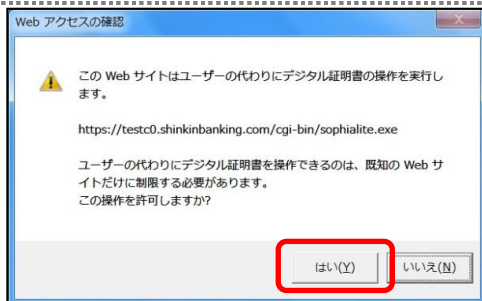 Web アクセスの確認
この Web サイトはユーザーの代わりにデジタル証明書の操作を実行し
ます。
https://testc0.shinkinbanking.com/cgi-bin/sophialite.exe
ユーザーの代わりにデジタル証明書を操作できるのは、既知の Web サ
イトだけに制限する必要があります。
この操作を許可しますか?
はい(Y) いいえ(N)